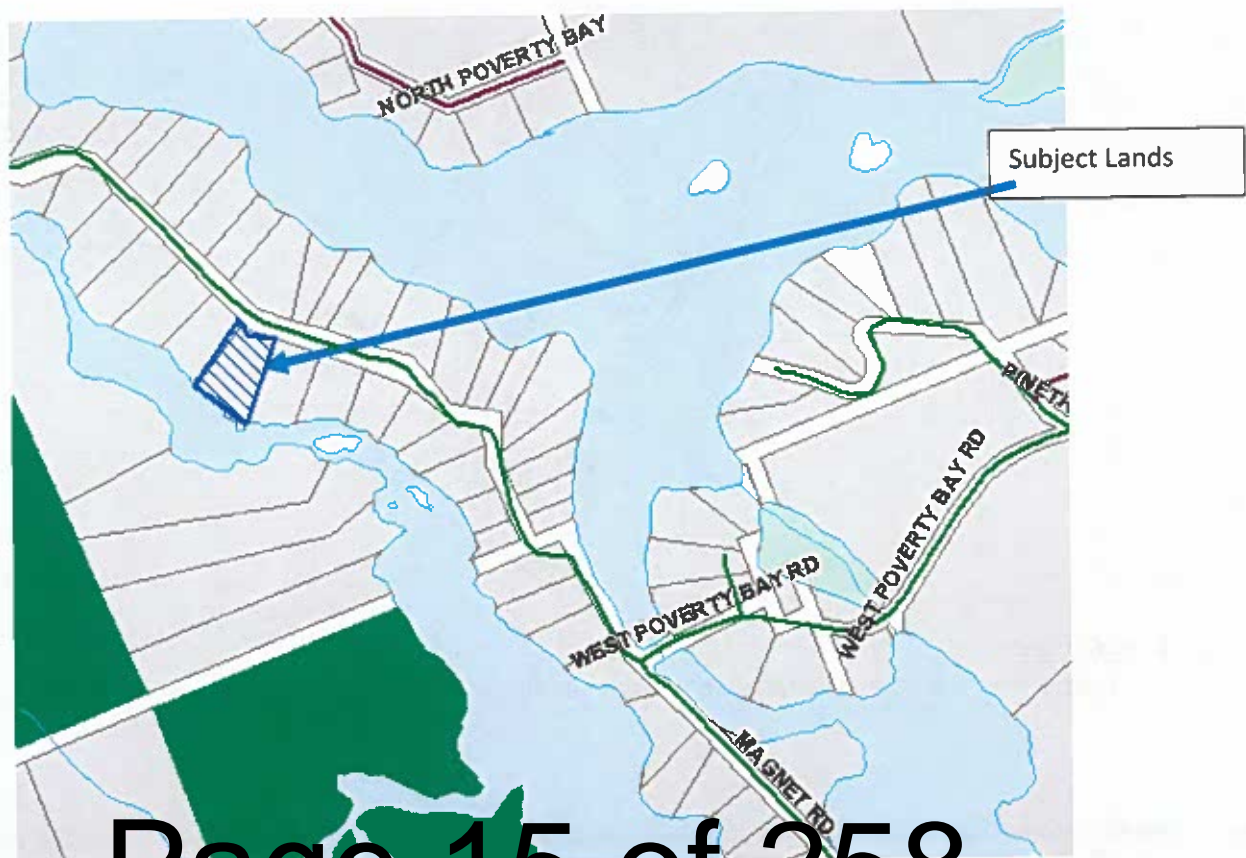 NORTH POVERTY BAY
Subject Lands
WEST POVERTY BAY RD
WEST POVERTY BAY RD
MAGNET RD
Page 15 of 258